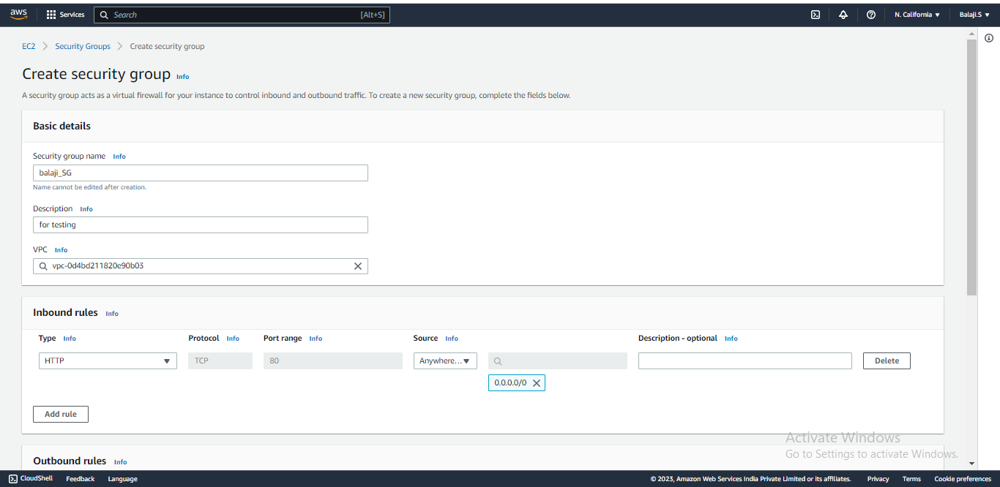 aws Services Search [Alt+S] N. California Balaji.S
EC2 > Security Groups > Create security group
Create security group Info
A security group acts as a virtual firewall for your instance to control inbound and outbound traffic. To create a new security group, complete the fields below.
Basic details
Security group name Info
balaji_SG
Name cannot be edited after creation.
Description Info
for testing
VPC Info
vpc-0d4bd211820e90b03
Inbound rules Info
Type Info Protocol Info Port range Info Source Info Description - optional Info
HTTP TCP 80 Anywhere... Delete
0.0.0.0/0
Add rule
Activate Windows
Go to Settings to activate Windows.
Outbound rules Info
CloudShell Feedback Language © 2023, Amazon Web Services India Private Limited or its affiliates. Privacy Terms Cookie preferences